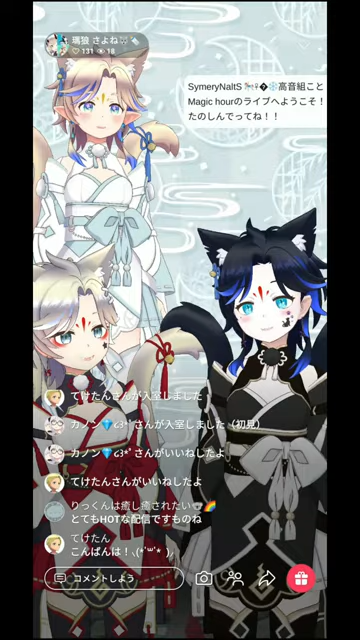 瑞狼 さよね
♡ 131 18
SymeryNaltS 高音組こと
Magic hourのライブへようこそ！
たのしんでってね！！
てけたんさんが入室しました
カノン💎໒꒱·̩͙さんが入室しました（初見）
カノン💎໒꒱·̩͙さんがいいねしたよ
てけたんさんがいいねしたよ
りっくんは癒し癒されたい🌈
とてもHOTな配信ですものね
てけたん
こんばんは！
コメントしよう